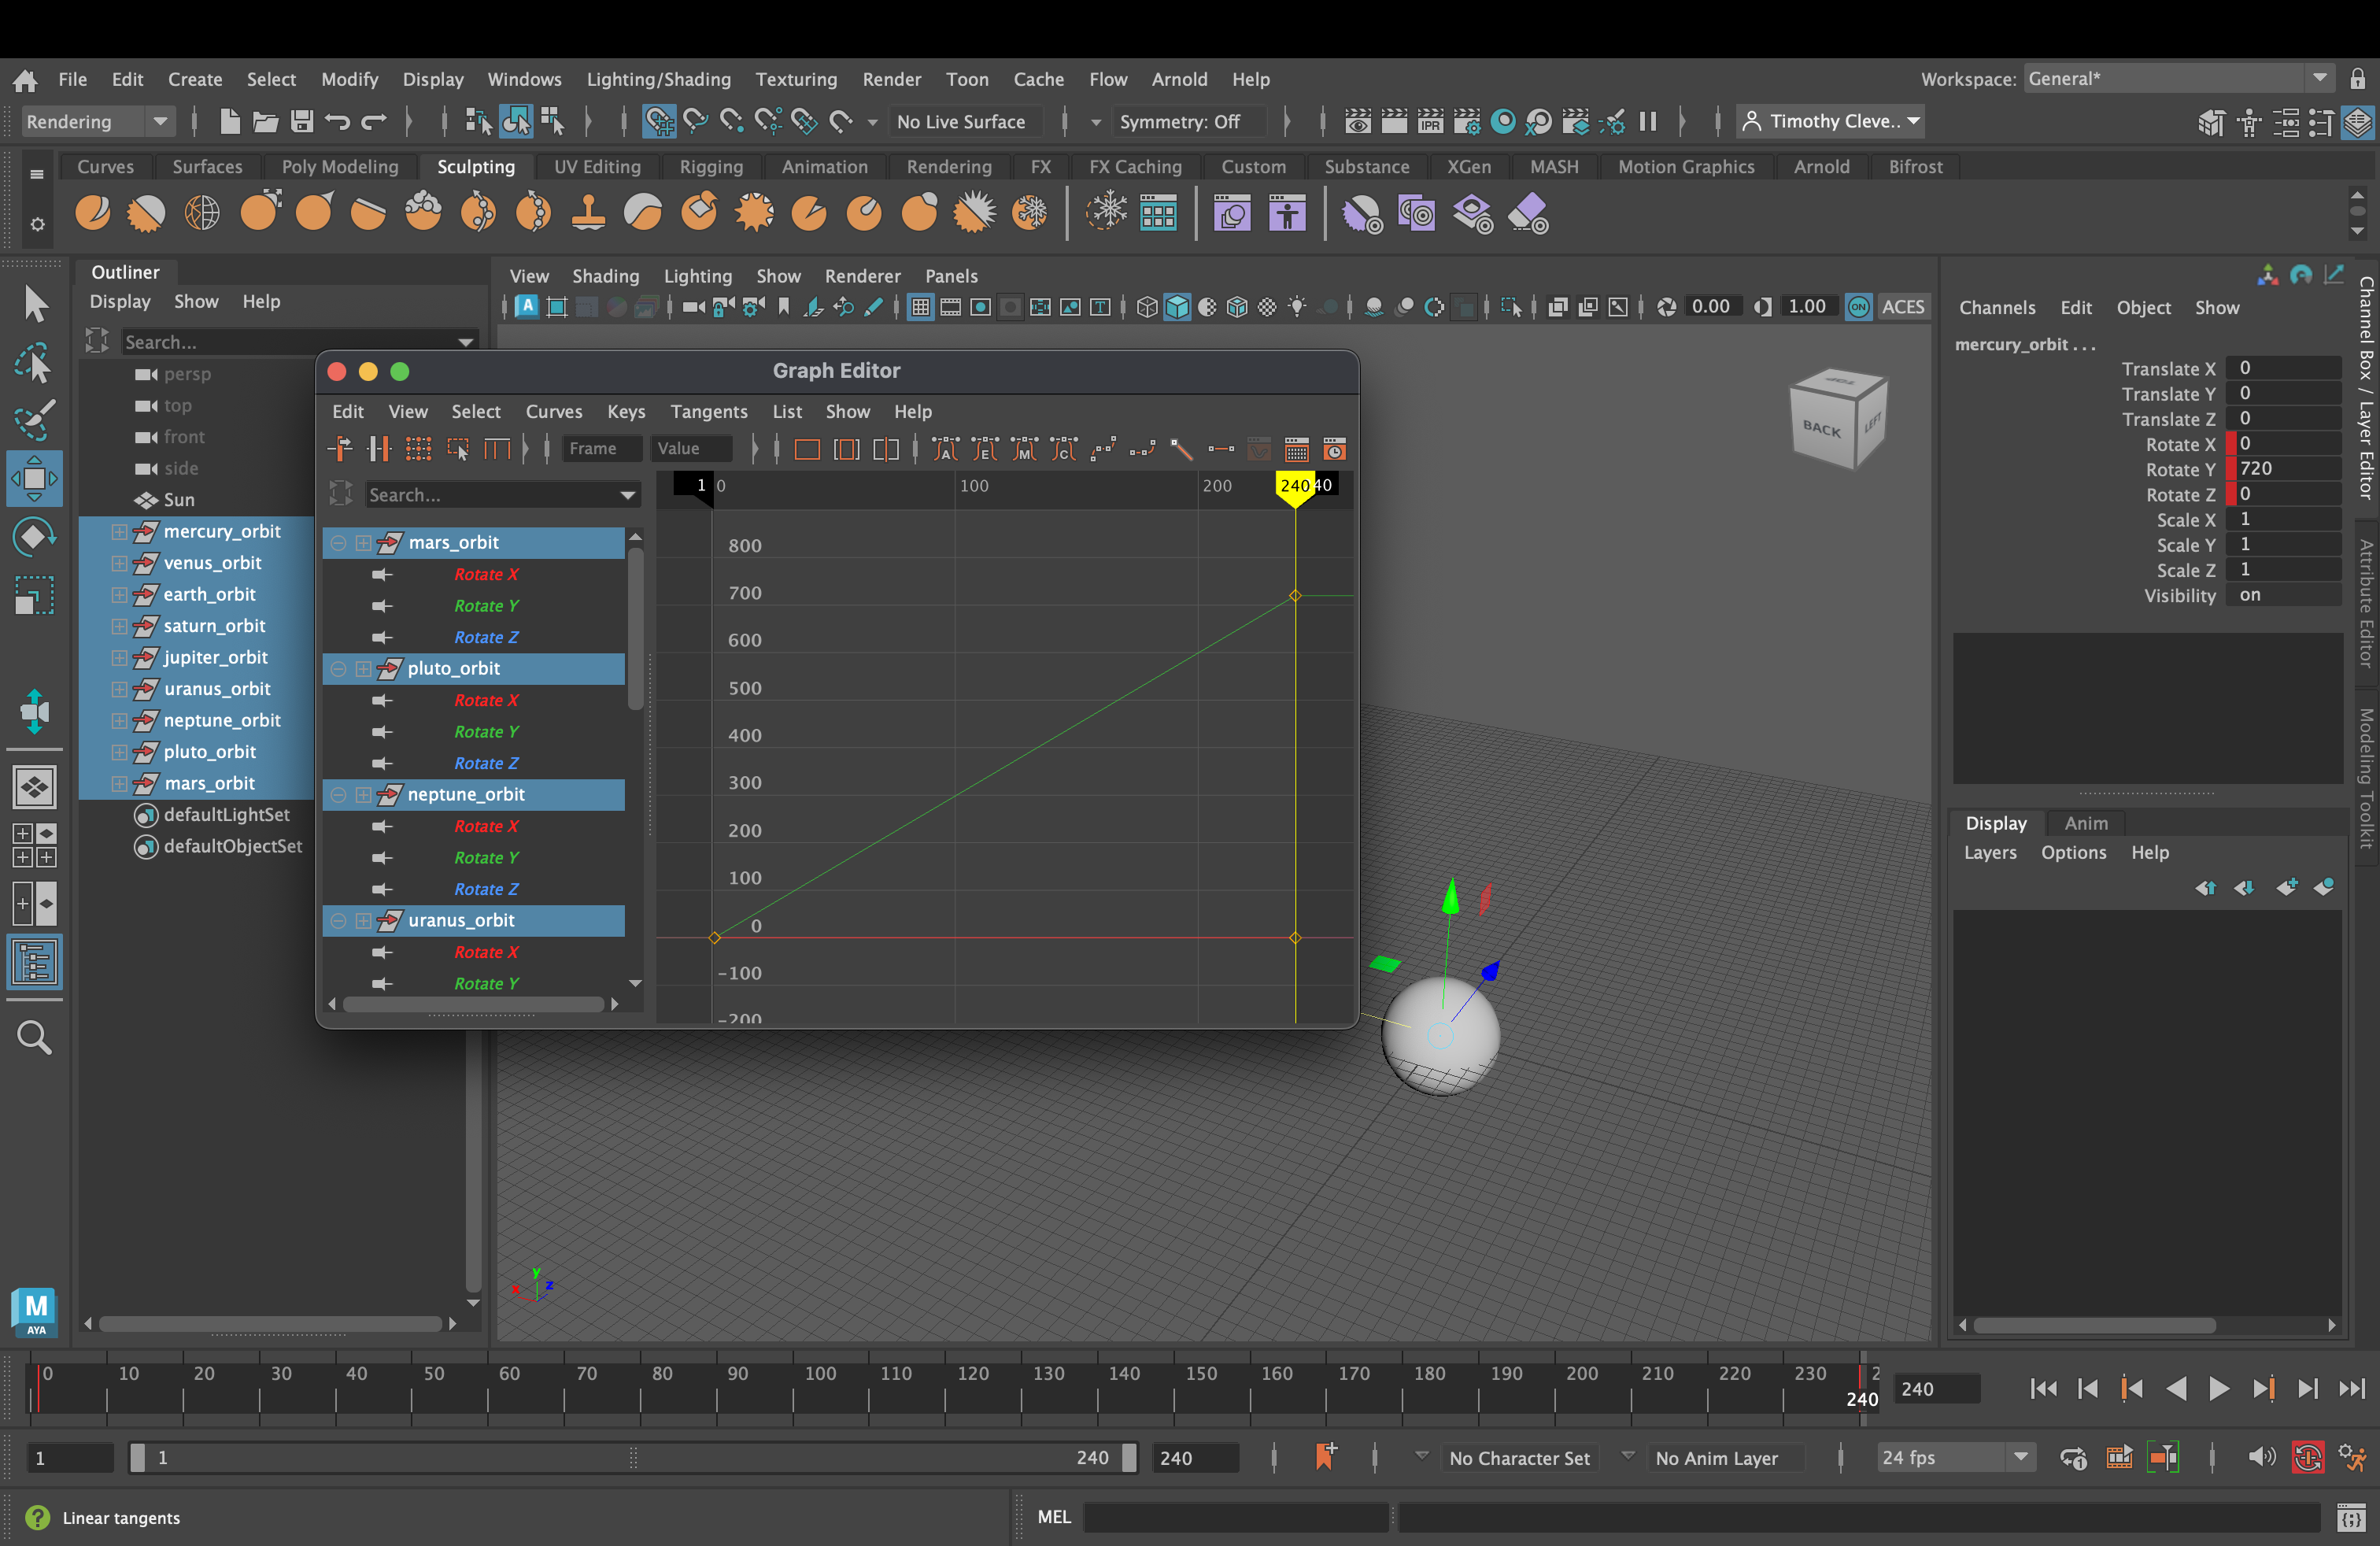 File Edit Create Select Modify Display Windows Lighting/Shading Texturing Render Toon Cache Flow Arnold Help Workspace: General*
Rendering No Live Surface Symmetry: Off IPR Timothy Cleve..
Curves Surfaces Poly Modeling Sculpting UV Editing Rigging Animation Rendering FX FX Caching Custom Substance XGen MASH Motion Graphics Arnold Bifrost
Outliner
Display Show Help
Search...
persp
top
front
side
Sun
mercury_orbit
venus_orbit
earth_orbit
saturn_orbit
jupiter_orbit
uranus_orbit
neptune_orbit
pluto_orbit
mars_orbit
defaultLightSet
defaultObjectSet
View Shading Lighting Show Renderer Panels
0.00 1.00 ON ACES
Graph Editor
Edit View Select Curves Keys Tangents List Show Help
Frame Value A E M C
Search...
1 0 100 200 240 40
mars_orbit
Rotate X
Rotate Y
Rotate Z
pluto_orbit
Rotate X
Rotate Y
Rotate Z
neptune_orbit
Rotate X
Rotate Y
Rotate Z
uranus_orbit
Rotate X
Rotate Y
800
700
600
500
400
300
200
100
0
-100
-200
TOP
BACK LEFT
y
x z
Channels Edit Object Show
mercury_orbit . . .
Translate X 0
Translate Y 0
Translate Z 0
Rotate X 0
Rotate Y 720
Rotate Z 0
Scale X 1
Scale Y 1
Scale Z 1
Visibility on
Display Anim
Layers Options Help
Channel Box / Layer Editor
Attribute Editor
Modeling Toolkit
M
AYA
0 10 20 30 40 50 60 70 80 90 100 110 120 130 140 150 160 170 180 190 200 210 220 230 2
240 240
1 1 240 240 No Character Set No Anim Layer 24 fps
Linear tangents MEL